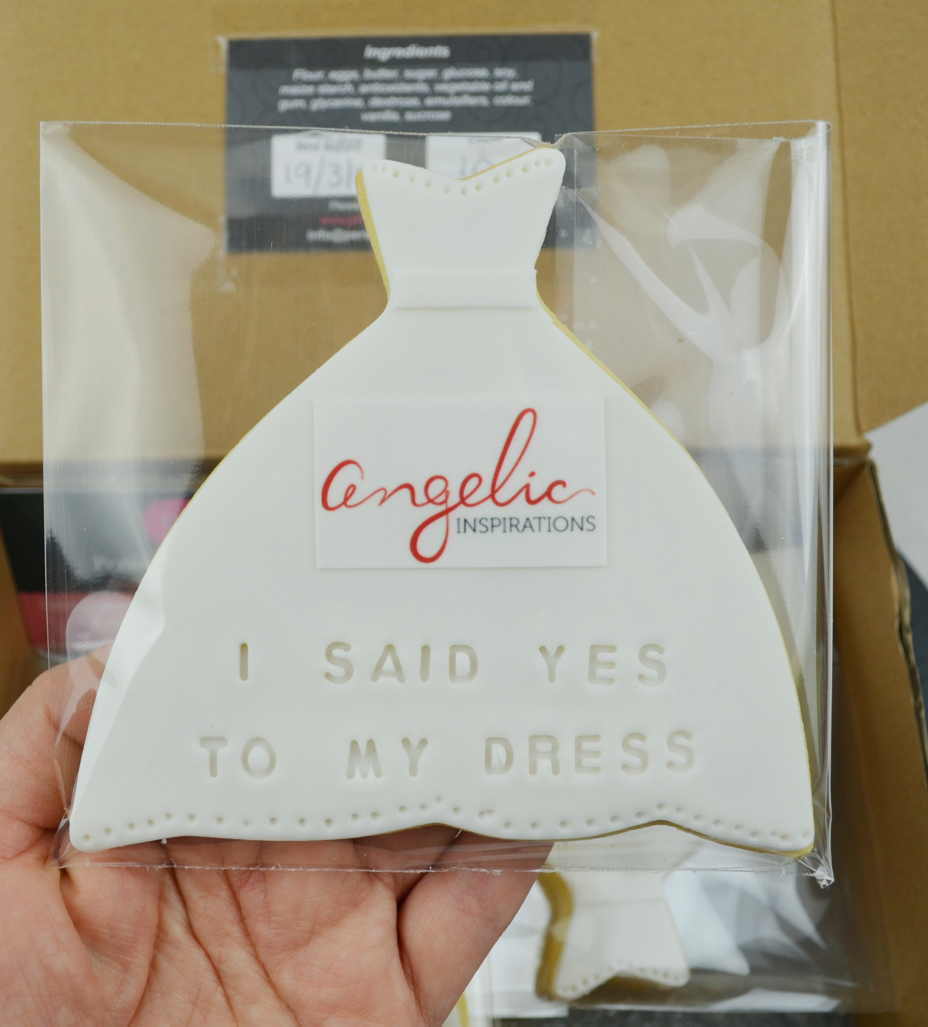 Ingredients
Flour, eggs, butter, sugar, glucose, soy,
maize starch, antioxidants, vegetable oil and
gum, glycerine, dextrose, emulsifiers, colour,
vanilla, sucrose
19/3/
10
angelic
INSPIRATIONS
I SAID YES
TO MY DRESS